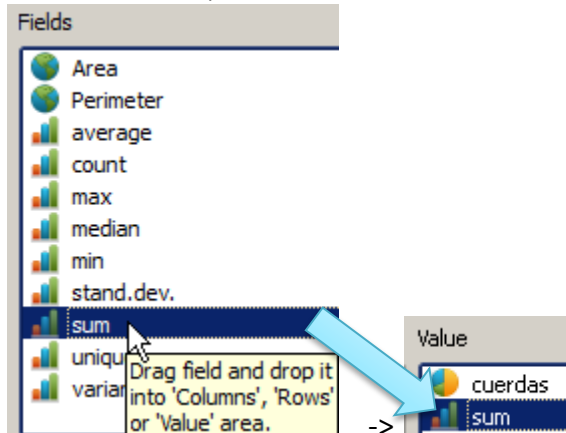 Fields
Area
Perimeter
average
count
max
median
min
stand.dev.
sum
Drag field and drop it
into 'Columns', 'Rows'
or 'Value' area.
->
Value
cuerdas
sum